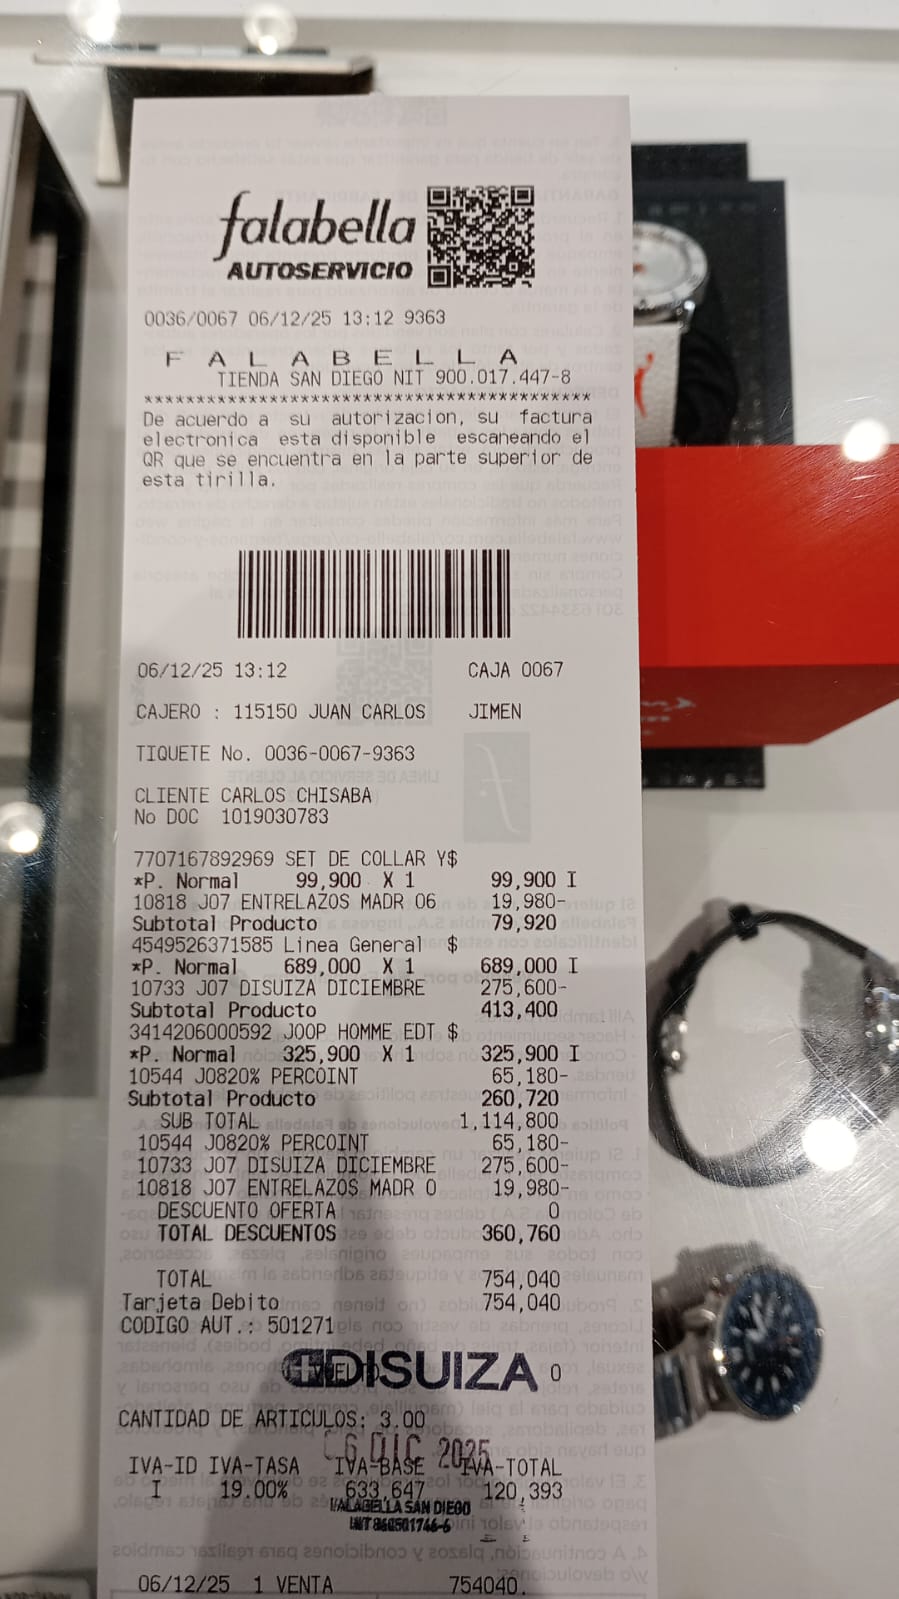 falabella
AUTOSERVICIO
0036/0067 06/12/25 13:12 9363
F A L A B E L L A
TIENDA SAN DIEGO NIT 900.017.447-8
******************************************
De acuerdo a su autorizacion, su factura
electronica esta disponible escaneando el
QR que se encuentra en la parte superior de
esta tirilla.
06/12/25 13:12 CAJA 0067
CAJERO : 115150 JUAN CARLOS JIMEN
TIQUETE No. 0036-0067-9363
CLIENTE CARLOS CHISABA
No DOC 1019030783
7707167892969 SET DE COLLAR Y$
*P. Normal 99,900 X 1 99,900 I
10818 J07 ENTRELAZOS MADR 06 19,980-
Subtotal Producto 79,920
4549526371585 Linea General $
*P. Normal 689,000 X 1 689,000 I
10733 J07 DISUIZA DICIEMBRE 275,600-
Subtotal Producto 413,400
3414206000592 JOOP HOMME EDT $
*P. Normal 325,900 X 1 325,900 I
10544 J0820% PERCOINT 65,180-
Subtotal Producto 260,720
SUB TOTAL 1,114,800
10544 J0820% PERCOINT 65,180-
10733 J07 DISUIZA DICIEMBRE 275,600-
10818 J07 ENTRELAZOS MADR 0 19,980-
DESCUENTO OFERTA 0
TOTAL DESCUENTOS 360,760
TOTAL 754,040
Tarjeta Debito 754,040
CODIGO AUT.: 501271
DISUIZA 0
CANTIDAD DE ARTICULOS: 3.00
6 DIC 2025
IVA-ID IVA-TASA IVA-BASE IVA-TOTAL
I 19.00% 633,647 120,393
FALABELLA SAN DIEGO
06/12/25 1 VENTA 754040.